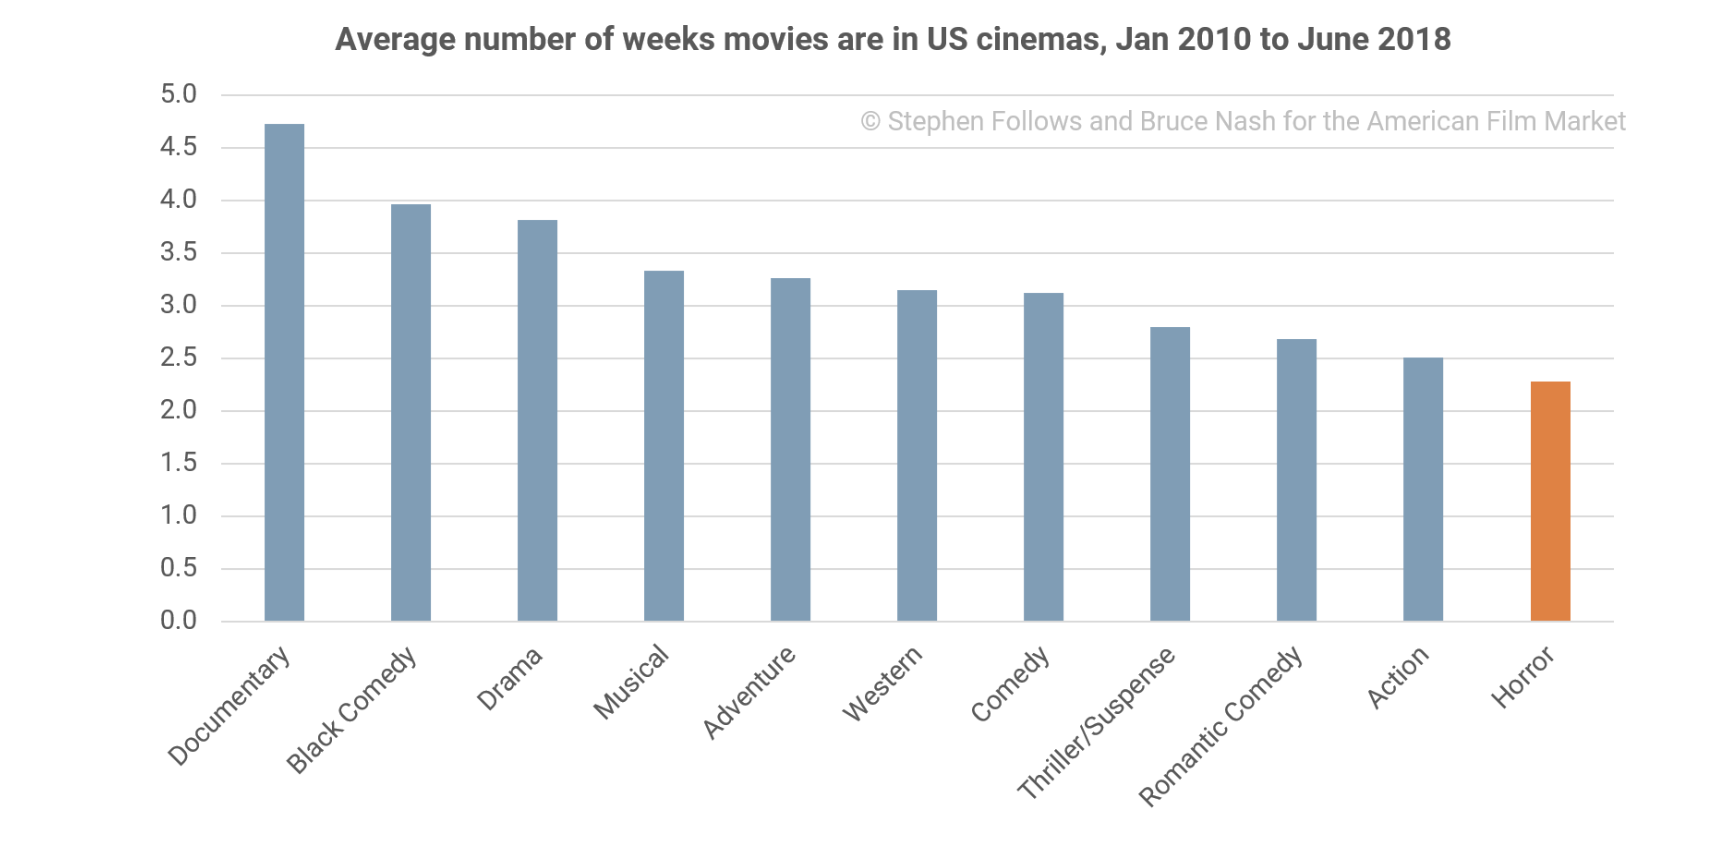 Average number of weeks movies are in US cinemas, Jan 2010 to June 2018
© Stephen Follows and Bruce Nash for the American Film Market
5.0
4.5
4.0
3.5
3.0
2.5
2.0
1.5
1.0
0.5
0.0
Documentary
Black Comedy
Drama
Musical
Adventure
Western
Comedy
Thriller/Suspense
Romantic Comedy
Action
Horror